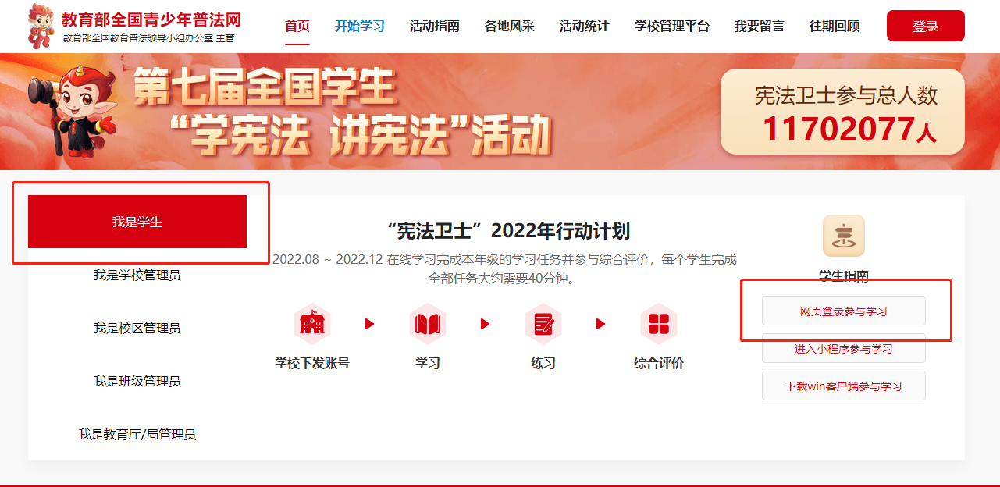 教育部全国青少年普法网
教育部全国教育普法领导小组办公室 主管
首页 开始学习 活动指南 各地风采 活动统计 学校管理平台 我要留言 往期回顾 登录
第七届全国学生
“学宪法 讲宪法”活动
宪法卫士参与总人数
11702077人
我是学生
我是学校管理员
我是校区管理员
我是班级管理员
我是教育厅/局管理员
“宪法卫士”2022年行动计划
2022.08 ~ 2022.12 在线学习完成本年级的学习任务并参与综合评价，每个学生完成
全部任务大约需要40分钟。
学校下发账号 学习 练习 综合评价
学生指南
网页登录参与学习
进入小程序参与学习
下载win客户端参与学习